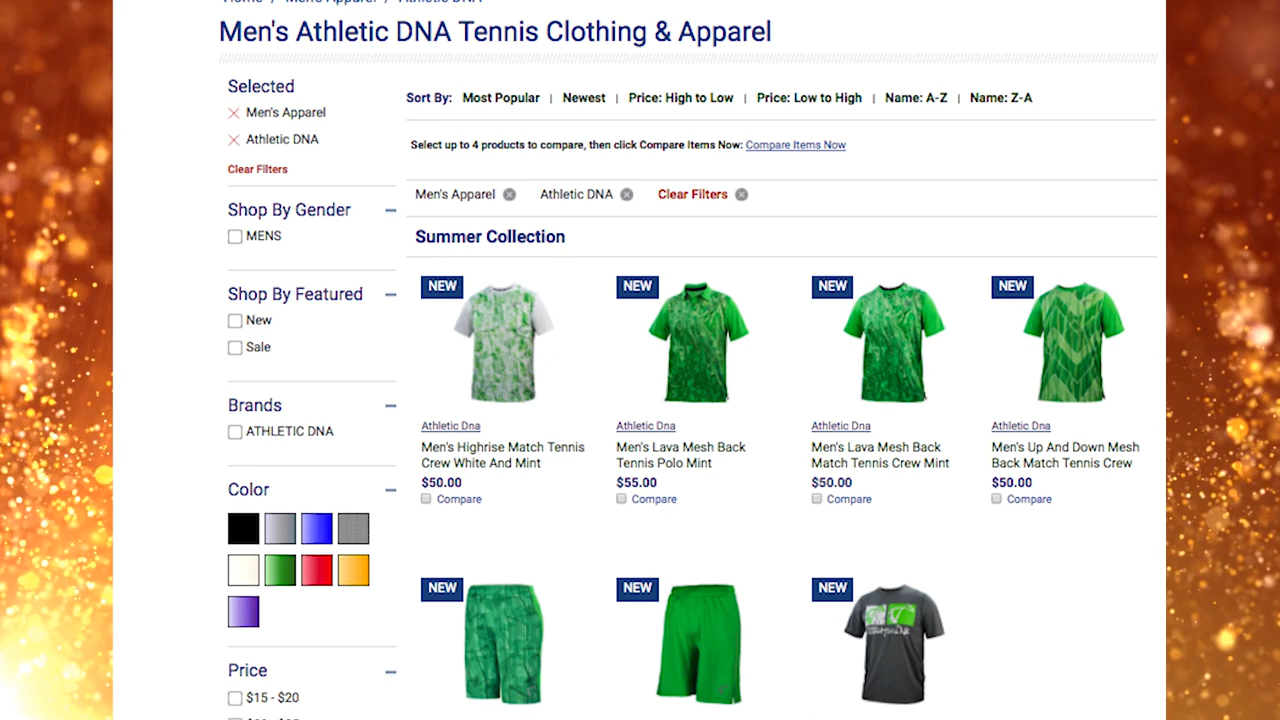 Home / Men's Apparel / Athletic DNA
Men's Athletic DNA Tennis Clothing & Apparel
Selected
Men's Apparel
Athletic DNA
Clear Filters
Shop By Gender
MENS
Shop By Featured
New
Sale
Brands
ATHLETIC DNA
Color
Price
$15 - $20
Sort By: Most Popular | Newest | Price: High to Low | Price: Low to High | Name: A-Z | Name: Z-A
Select up to 4 products to compare, then click Compare Items Now: Compare Items Now
Men's Apparel Athletic DNA Clear Filters
Summer Collection
NEW
Athletic Dna
Men's Highrise Match Tennis
Crew White And Mint
$50.00
Compare
NEW
Athletic Dna
Men's Lava Mesh Back
Tennis Polo Mint
$55.00
Compare
NEW
Athletic Dna
Men's Lava Mesh Back
Match Tennis Crew Mint
$50.00
Compare
NEW
Athletic Dna
Men's Up And Down Mesh
Back Match Tennis Crew
$50.00
Compare
NEW
NEW
NEW